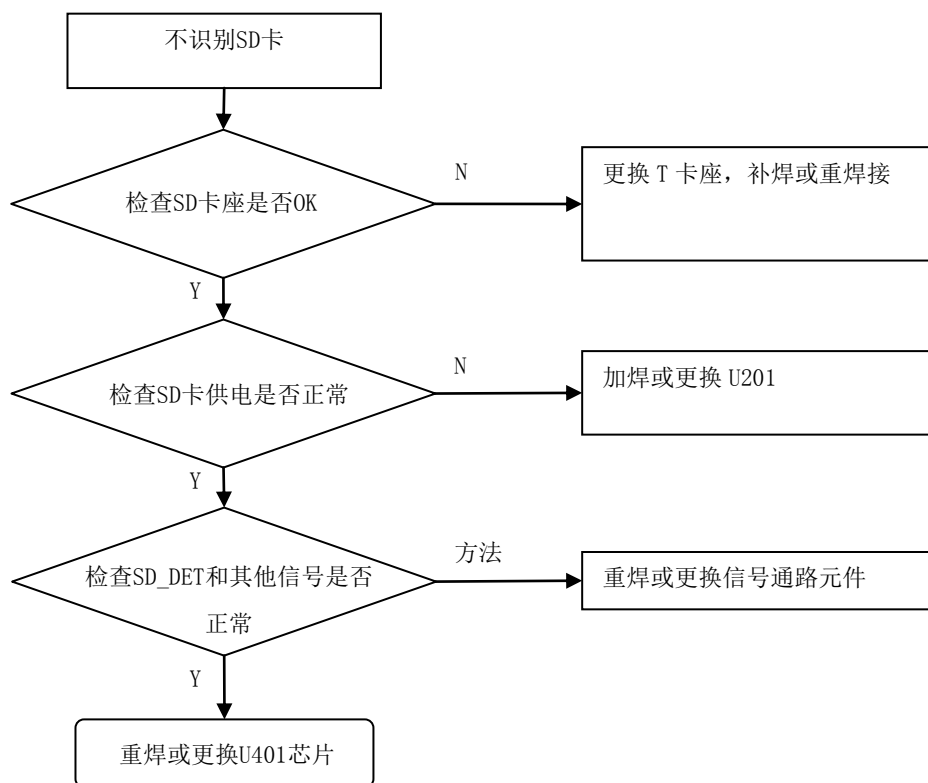 不识别SD卡
检查SD卡座是否OK
N
更换 T 卡座，补焊或重焊接
Y
检查SD卡供电是否正常
N
加焊或更换 U201
Y
检查SD_DET和其他信号是否
正常
方法
重焊或更换信号通路元件
Y
重焊或更换U401芯片